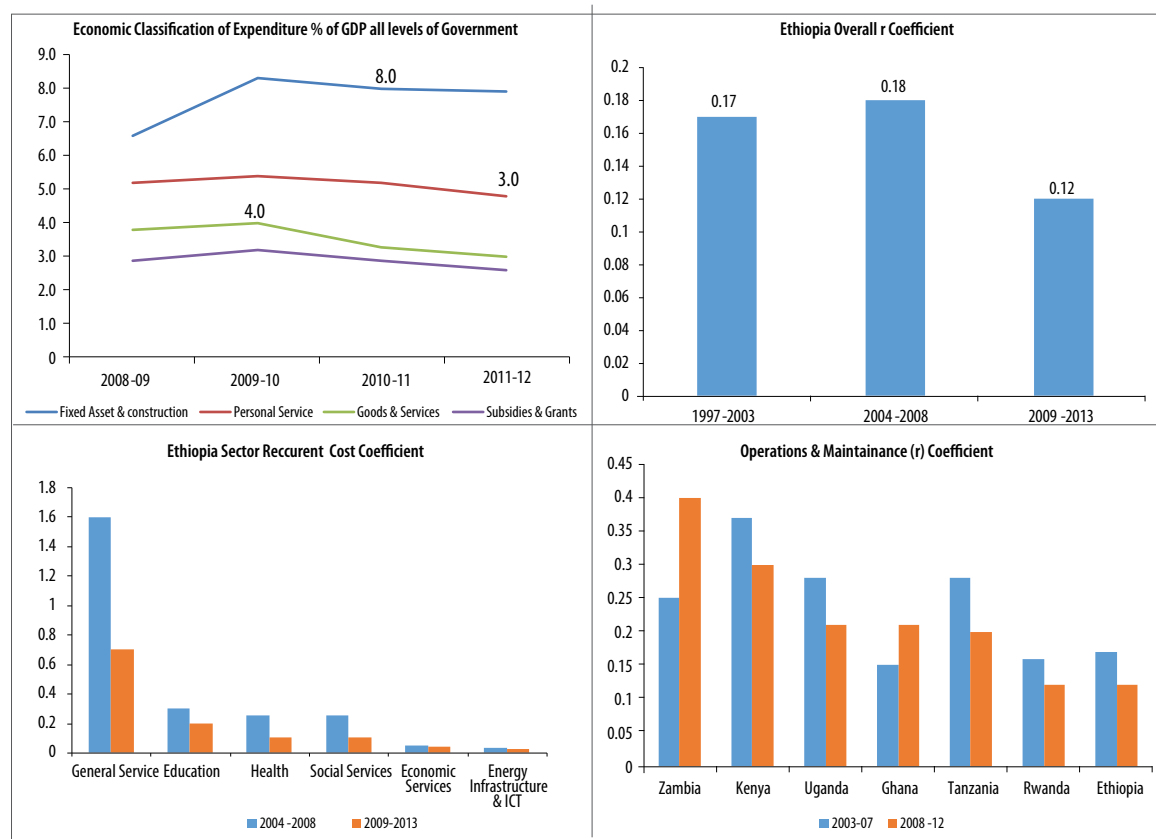 Economic Classification of Expenditure % of GDP all levels of Government
9.0
8.0
7.0
6.0
5.0
4.0
3.0
2.0
1.0
0
8.0
3.0
4.0
2008-09
2009-10
2010-11
2011-12
Fixed Asset & construction
Personal Service
Goods & Services
Subsidies & Grants
Ethiopia Overall r Coefficient
0.2
0.18
0.16
0.14
0.12
0.1
0.08
0.06
0.04
0.02
0
0.17
0.18
0.12
1997-2003
2004-2008
2009-2013
Ethiopia Sector Reccurent Cost Coefficient
1.8
1.6
1.4
1.2
1
0.8
0.6
0.4
0.2
0
General Service
Education
Health
Social Services
Economic
Services
Energy
Infrastructure
& ICT
2004-2008
2009-2013
Operations & Maintainance (r) Coefficient
0.45
0.4
0.35
0.3
0.25
0.2
0.15
0.1
0.05
0
Zambia
Kenya
Uganda
Ghana
Tanzania
Rwanda
Ethiopia
2003-07
2008-12